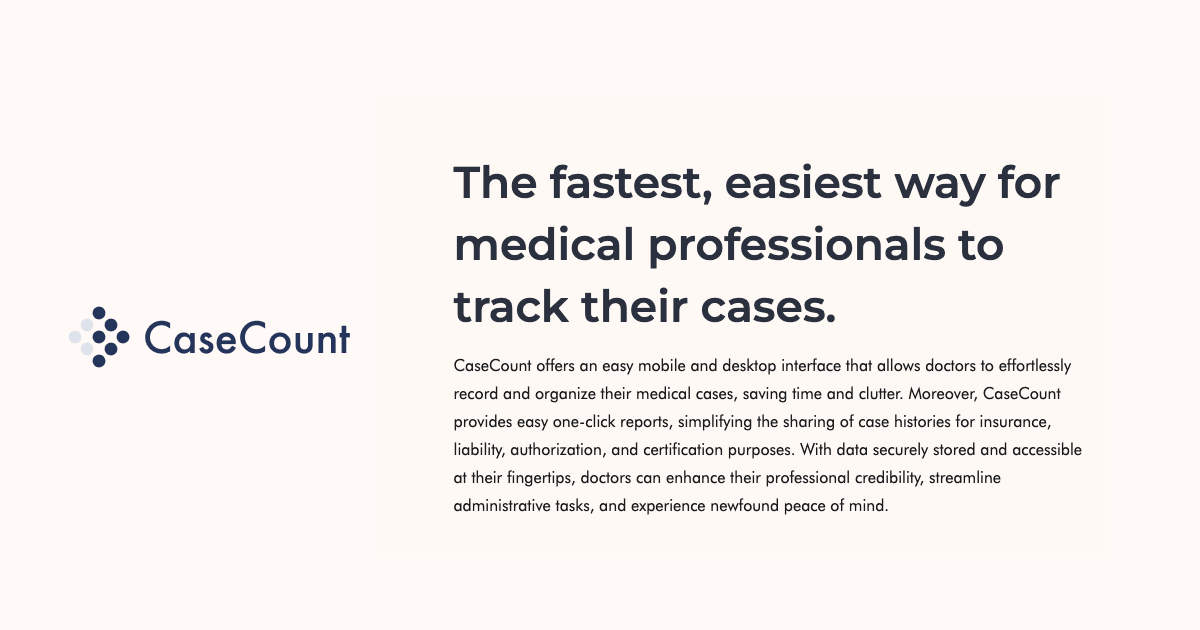 CaseCount
The fastest, easiest way for
medical professionals to
track their cases.
CaseCount offers an easy mobile and desktop interface that allows doctors to effortlessly
record and organize their medical cases, saving time and clutter. Moreover, CaseCount
provides easy one-click reports, simplifying the sharing of case histories for insurance,
liability, authorization, and certification purposes. With data securely stored and accessible
at their fingertips, doctors can enhance their professional credibility, streamline
administrative tasks, and experience newfound peace of mind.